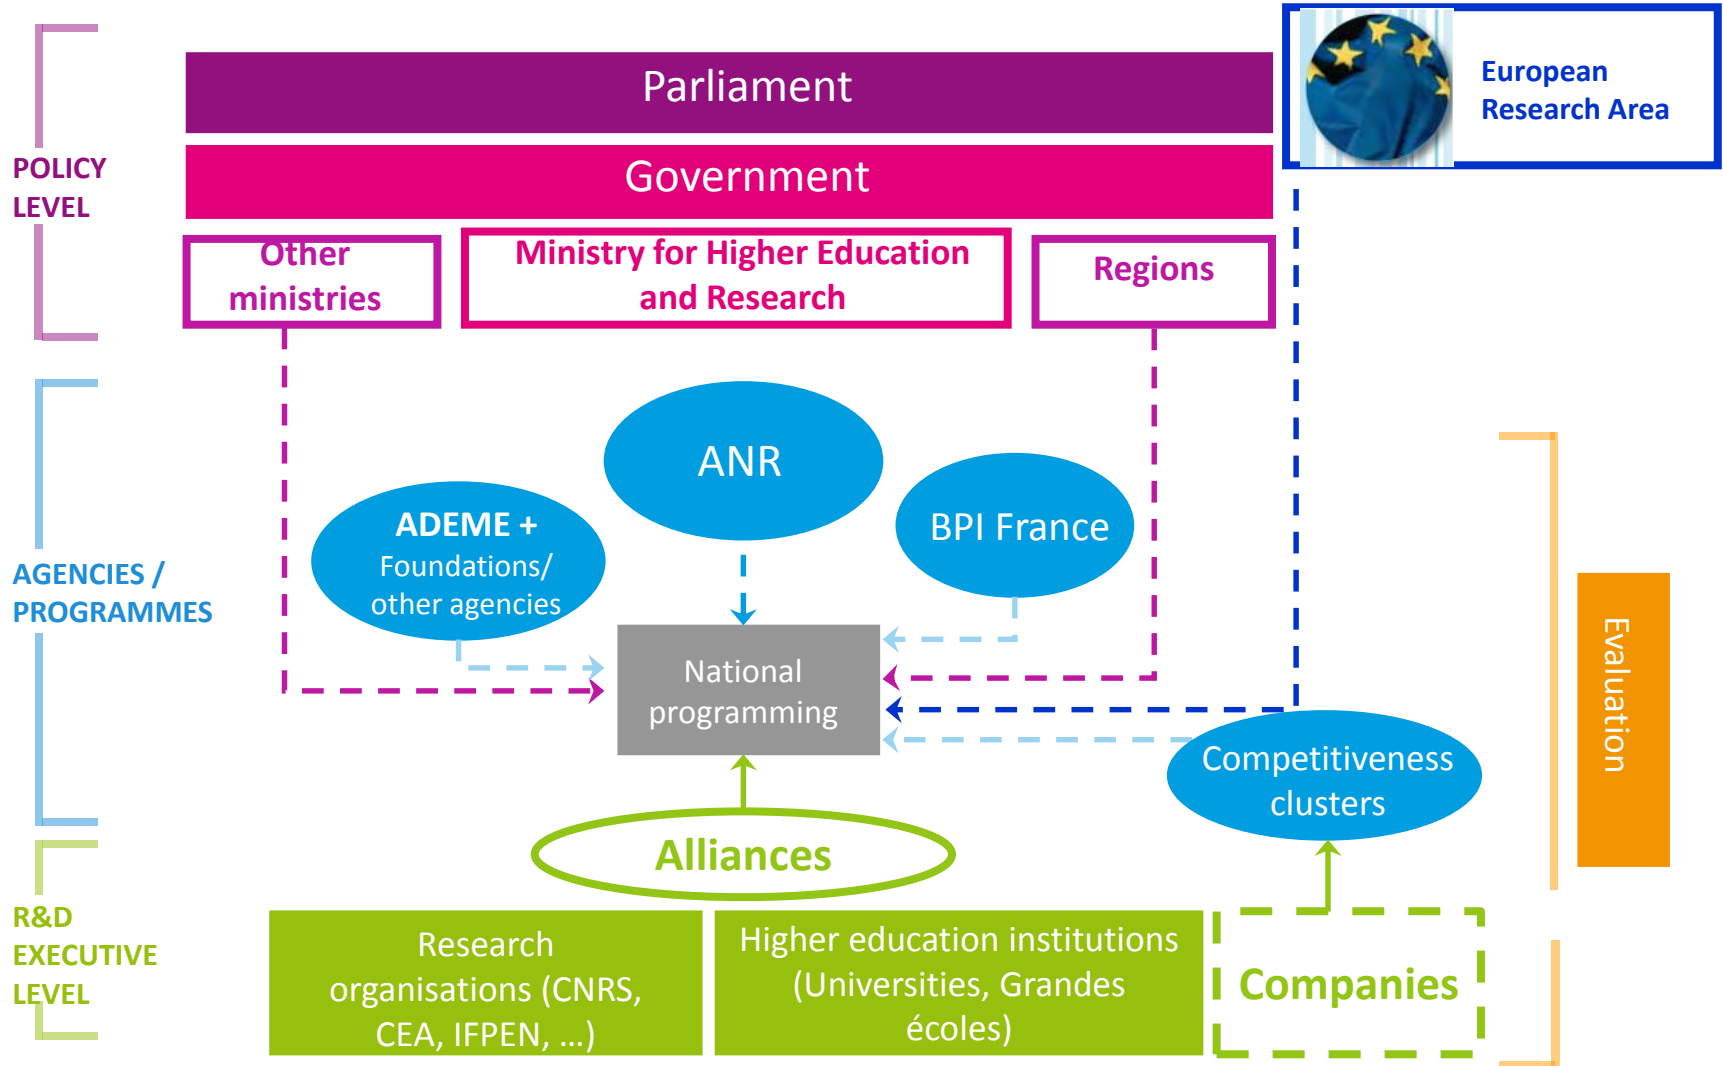 Parliament
European
Research Area
POLICY
LEVEL
Government
Other
ministries
Ministry for Higher Education
and Research
Regions
ANR
ADEME +
Foundations/
other agencies
BPI France
AGENCIES /
PROGRAMMES
National
programming
Evaluation
Competitiveness
clusters
Alliances
R&D
EXECUTIVE
LEVEL
Research
organisations (CNRS,
CEA, IFPEN, ...)
Higher education institutions
(Universities, Grandes
écoles)
Companies